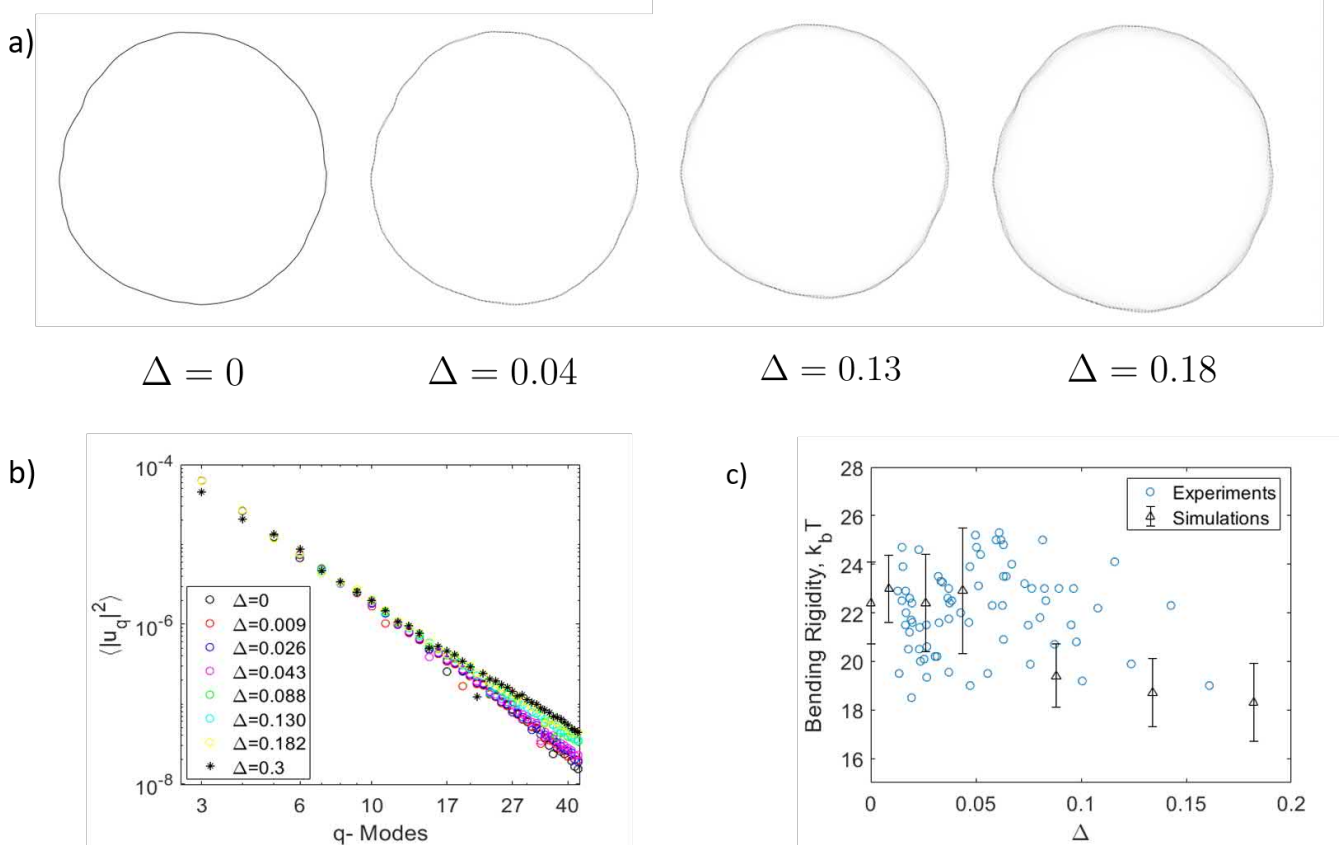 a)
Δ = 0
Δ = 0.04
Δ = 0.13
Δ = 0.18
b)
10-4
10-6
10-8
⟨|uq|2⟩
Δ=0
Δ=0.009
Δ=0.026
Δ=0.043
Δ=0.088
Δ=0.130
Δ=0.182
Δ=0.3
3 6 10 17 27 40
q- Modes
c)
28
26
24
22
20
18
16
Bending Rigidity, kbT
Experiments
Simulations
0 0.05 0.1 0.15 0.2
Δ